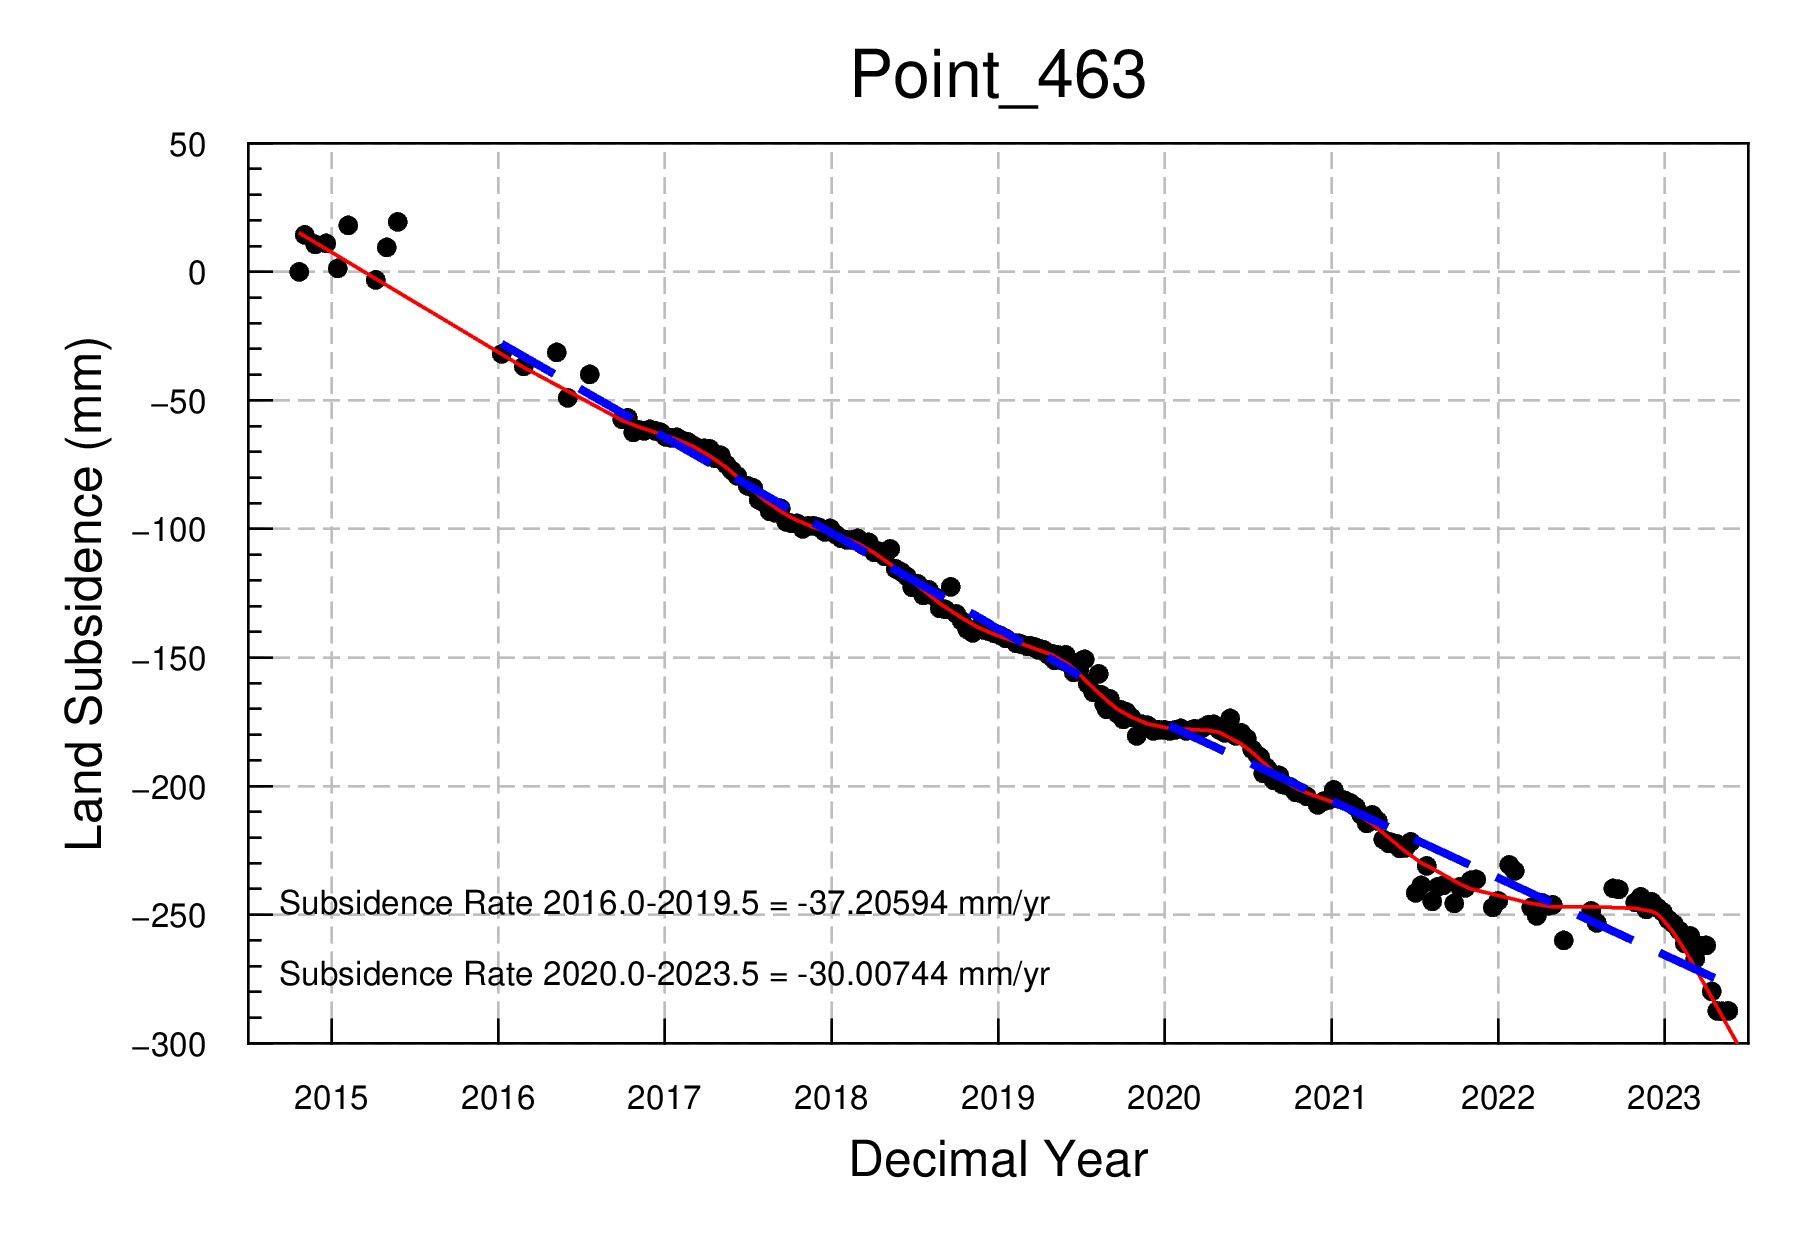 Point_463
50
0
−50
−100
−150
−200
−250
−300
Land Subsidence (mm)
Subsidence Rate 2016.0-2019.5 = -37.20594 mm/yr
Subsidence Rate 2020.0-2023.5 = -30.00744 mm/yr
2015 2016 2017 2018 2019 2020 2021 2022 2023
Decimal Year